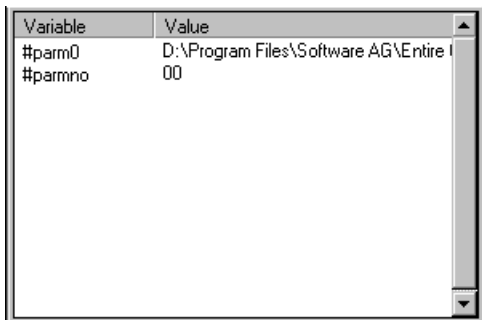 Variable Value
#parm0 D:\Program Files\Software AG\Entire
#parmno 00